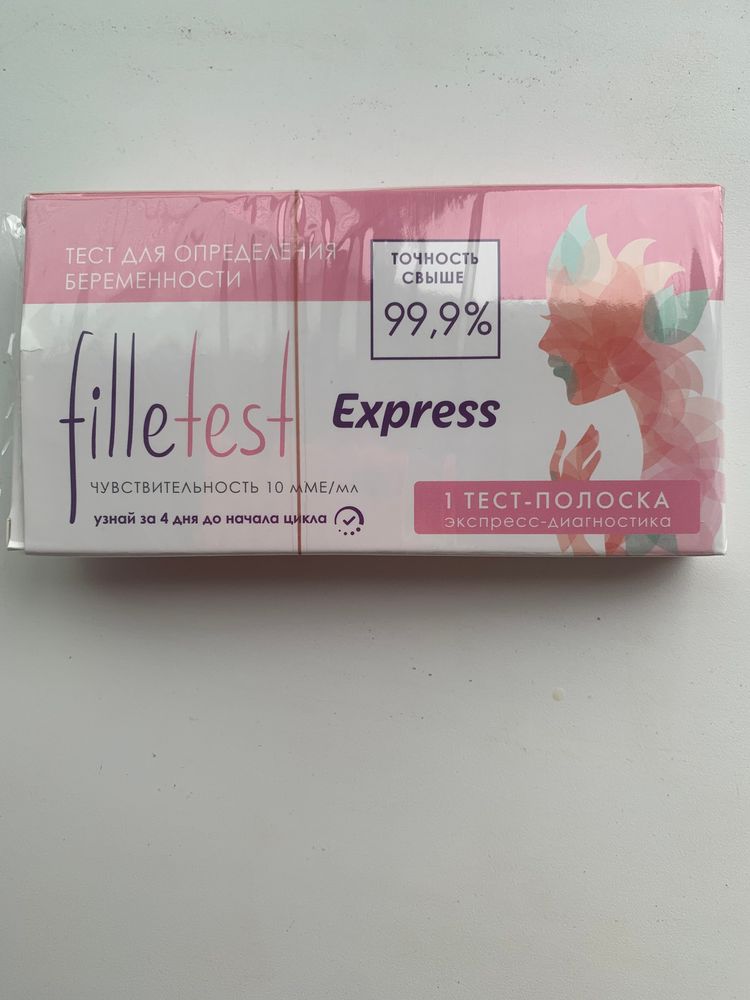 ТЕСТ ДЛЯ ОПРЕДЕЛЕНИЯ
БЕРЕМЕННОСТИ
ТОЧНОСТЬ
СВЫШЕ
99,9%
filletest
Express
ЧУВСТВИТЕЛЬНОСТЬ 10 мМЕ/мл
узнай за 4 дня до начала цикла
1 ТЕСТ-ПОЛОСКА
экспресс-диагностика